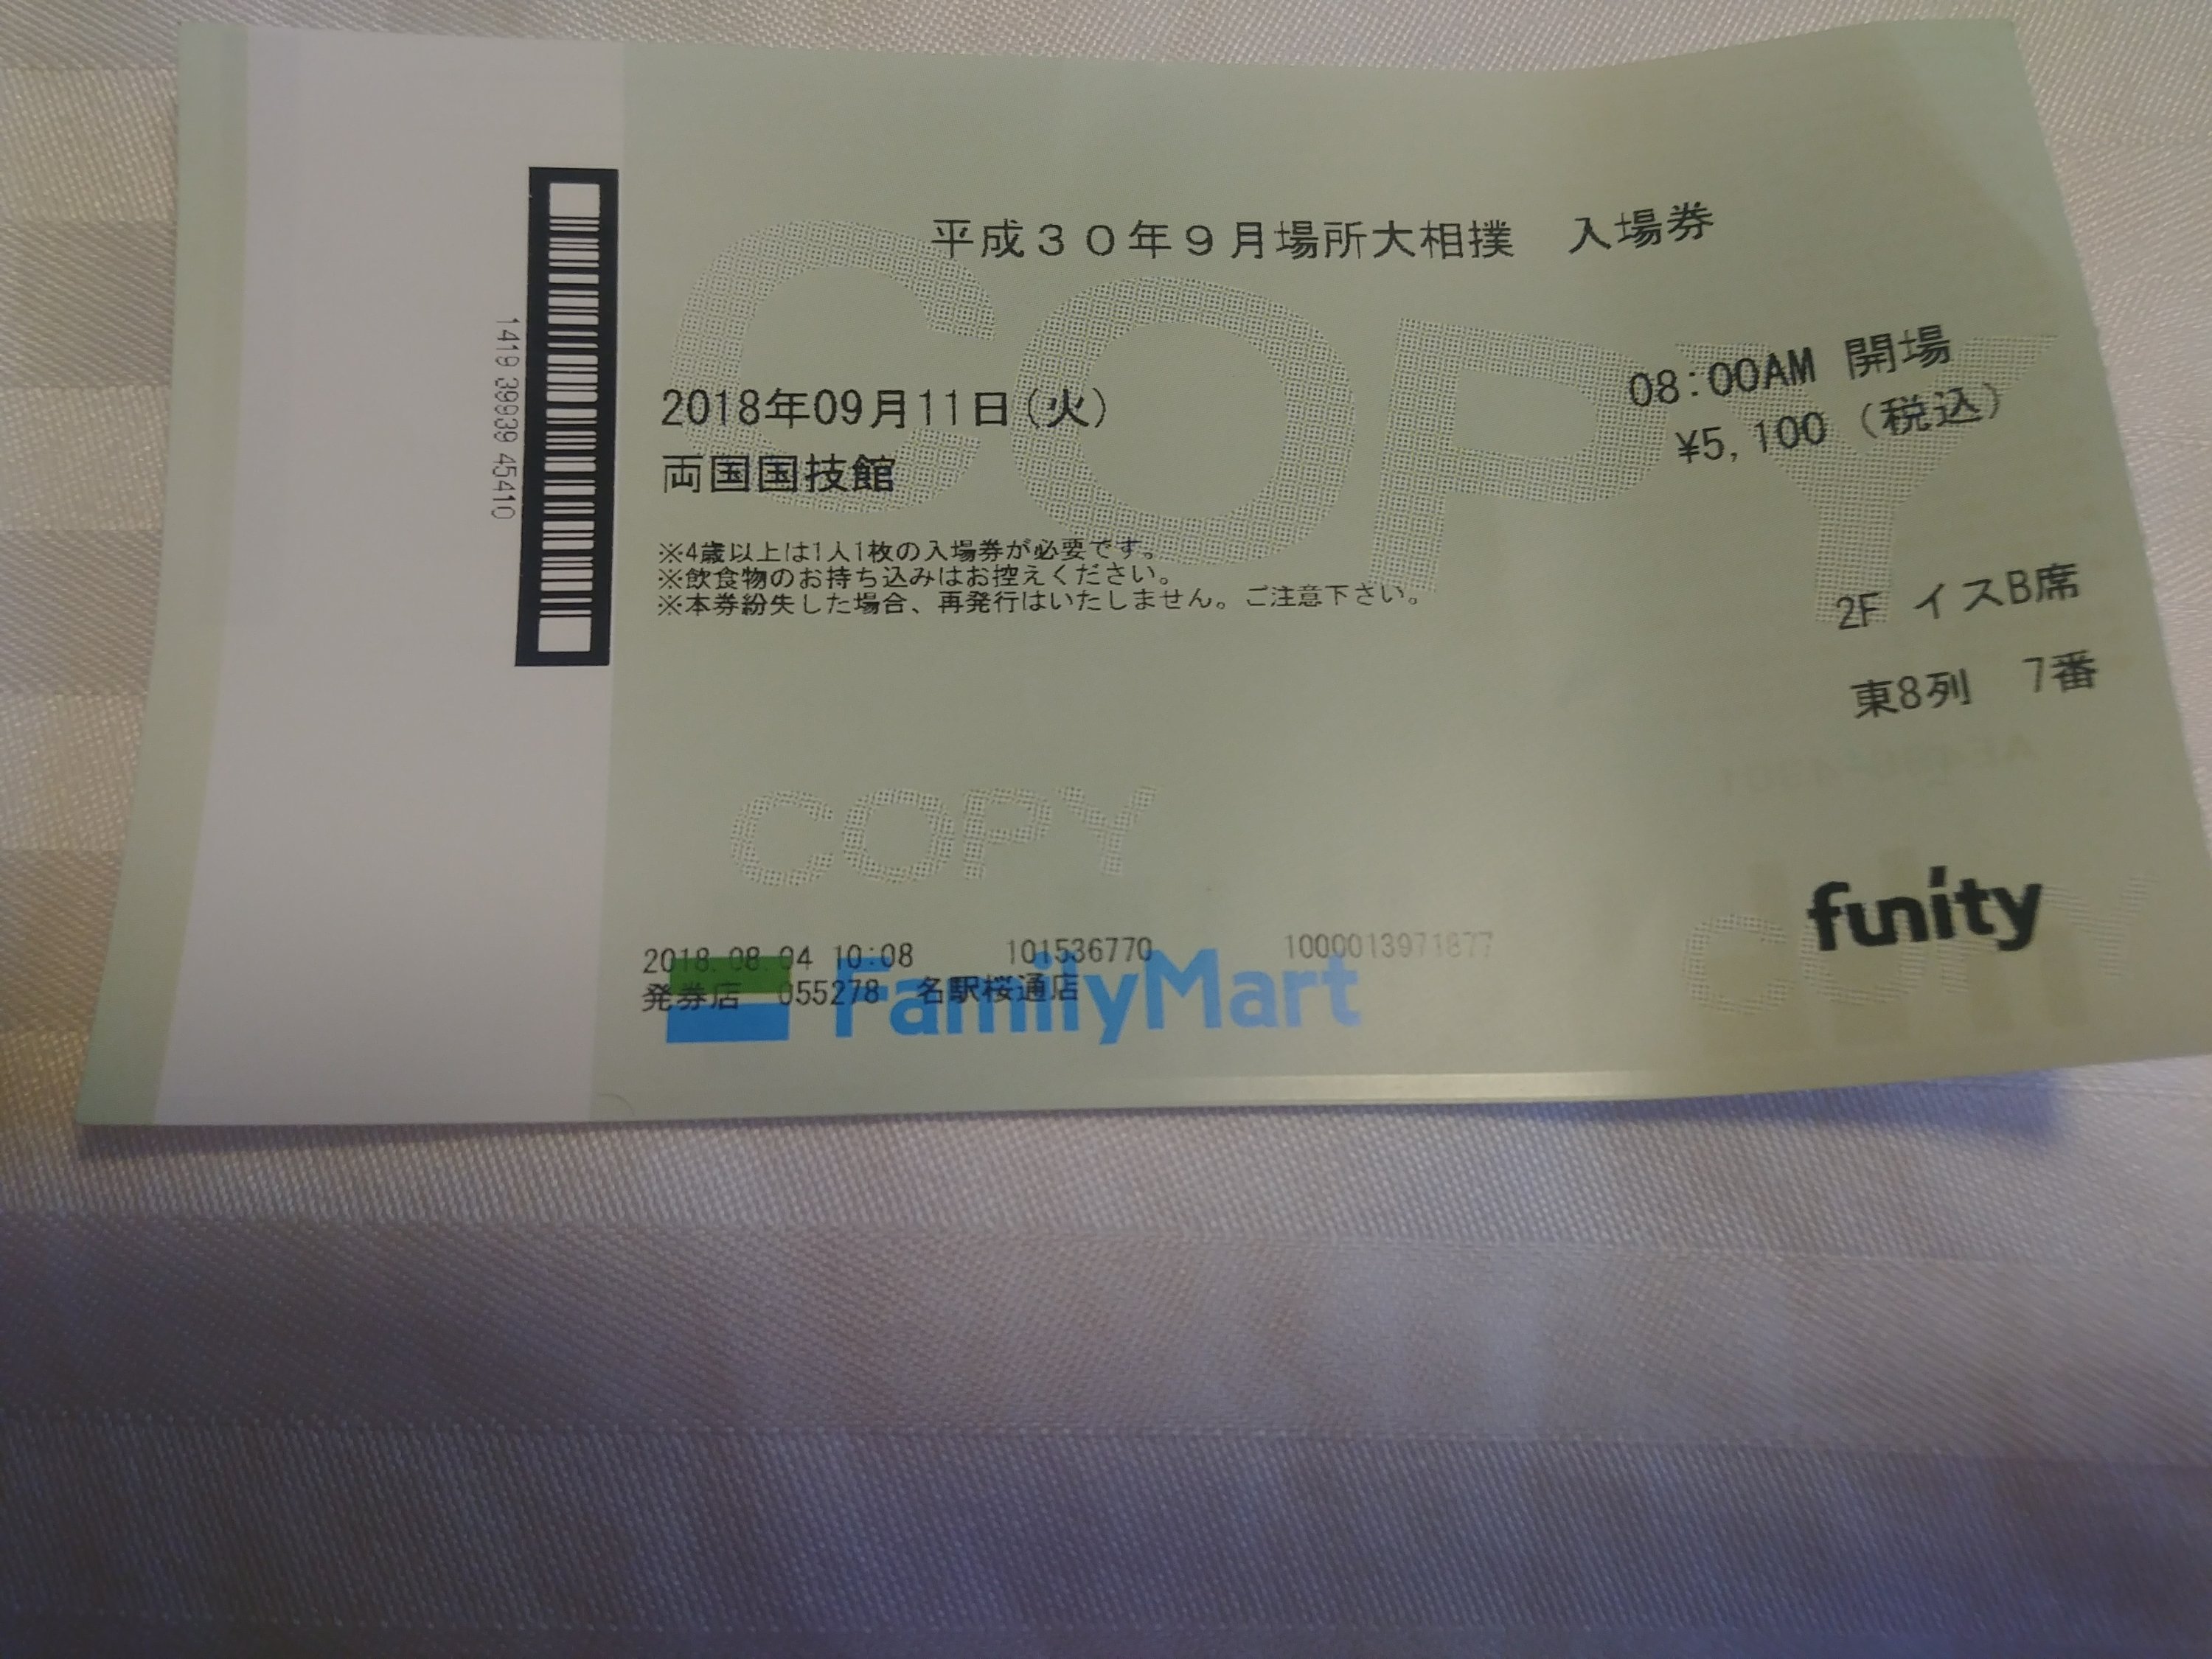 平成３０年９月場所大相撲　入場券
2018年09月11日(火)
08:00AM 開場
両国国技館
¥5,100 (税込)
※4歳以上は1人1枚の入場券が必要です。
※飲食物のお持ち込みはお控えください。
※本券紛失した場合、再発行はいたしません。ご注意下さい。
2F イスB席
東8列　7番
COPY
COPY
COPY
funity
2018.08.04 10:08　101536770　1000013971877
発券店　055278　名駅桜通店
FamilyMart
1419 39939 45410